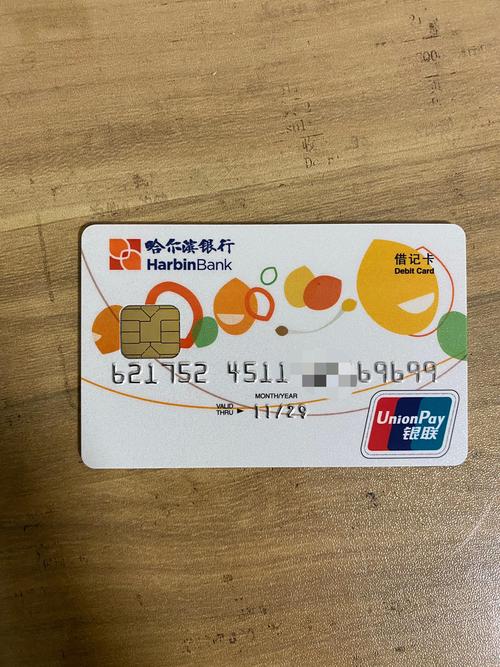 哈尔滨银行
HarbinBank
借记卡
Debit Card
621752 4511 69699
MONTH/YEAR
VALID THRU 11/28
UnionPay
银联